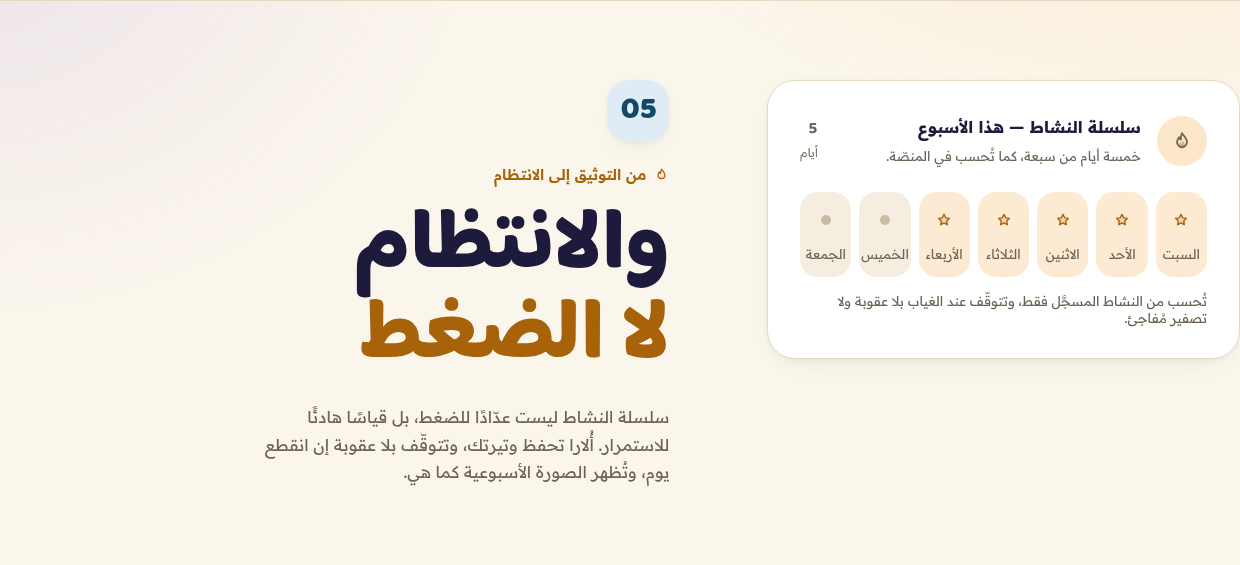 سلسلة النشاط — هذا الأسبوع
خمسة أيام من سبعة، كما تُحسب في المنصّة.
5
أيام
السبت
الأحد
الاثنين
الثلاثاء
الأربعاء
الخميس
الجمعة
تُحسب من النشاط المسجَّل فقط، وتتوقّف عند الغياب بلا عقوبة ولا
تصفير مُفاجئ.
05
من التوثيق إلى الانتظام
والانتظام
لا الضغط
سلسلة النشاط ليست عدّادًا للضغط، بل قياسًا هادئًا
للاستمرار. ألارا تحفظ وتيرتك، وتتوقّف بلا عقوبة إن انقطع
يوم، وتُظهر الصورة الأسبوعية كما هي.